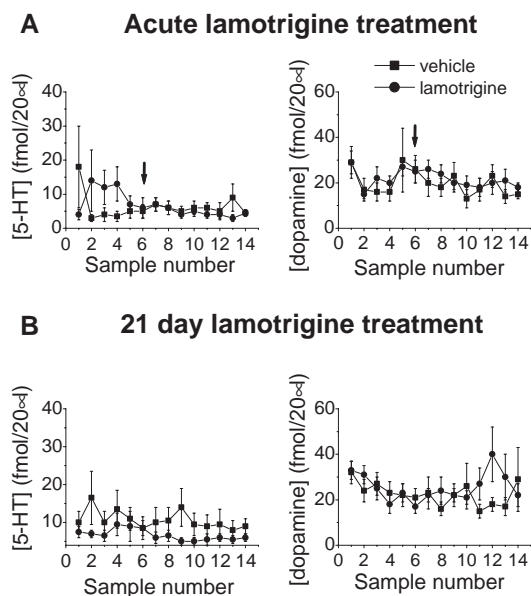 A Acute lamotrigine treatment
vehicle
lamotrigine
[5-HT] (fmol/20∝l)
40
30
20
10
0
0 2 4 6 8 10 12 14
Sample number
[dopamine] (fmol/20∝l)
60
40
20
0
0 2 4 6 8 10 12 14
Sample number
B 21 day lamotrigine treatment
[5-HT] (fmol/20∝l)
40
30
20
10
0 2 4 6 8 10 12 14
Sample number
[dopamine] (fmol/20∝l)
60
40
20
0
0 2 4 6 8 10 12 14
Sample number